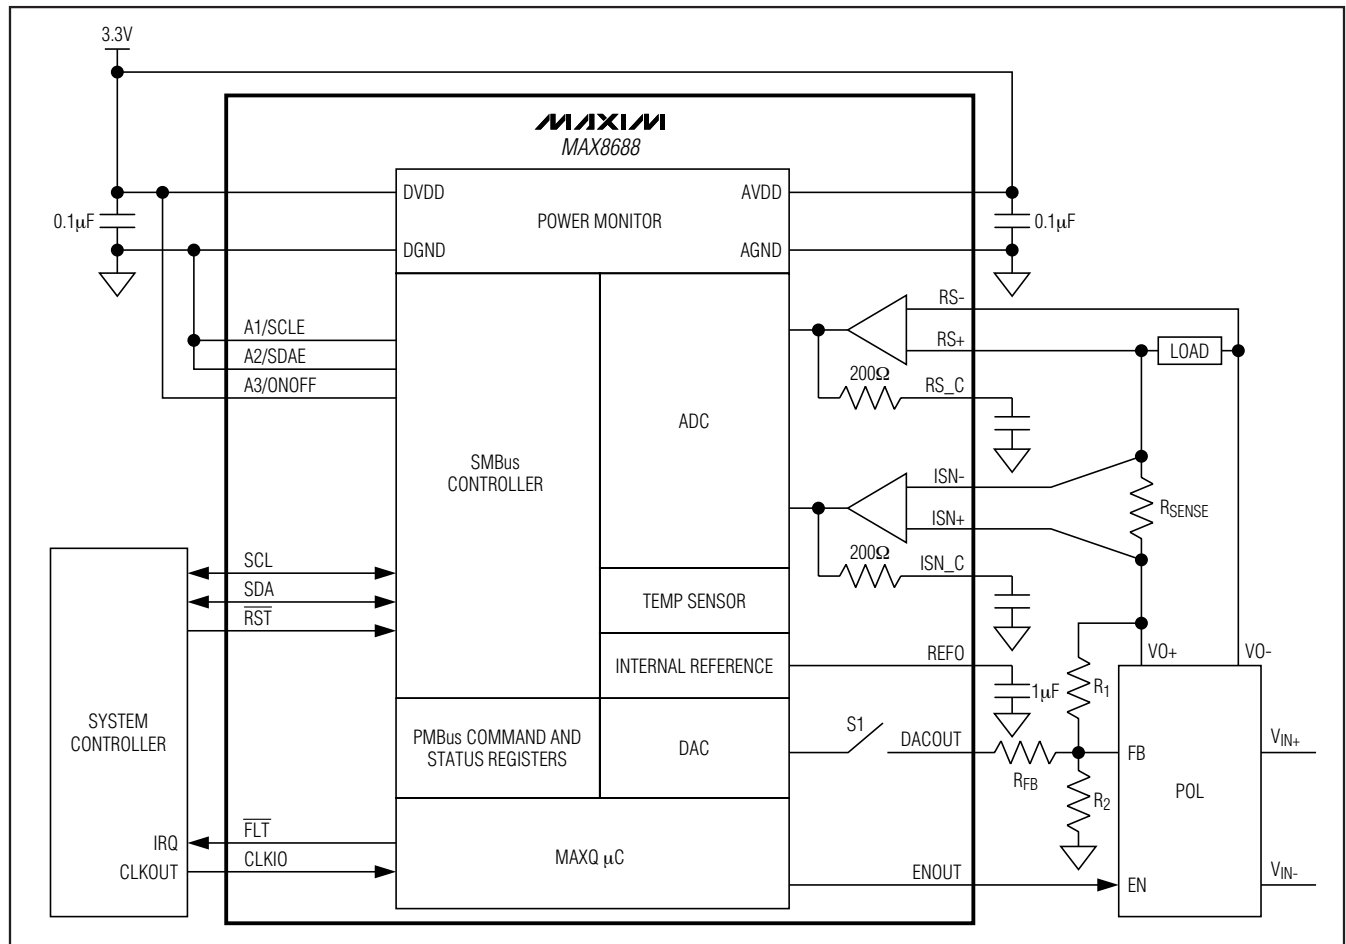 3.3V
MAXIM
MAX8688
DVDD
AVDD
0.1μF
POWER MONITOR
0.1μF
DGND
AGND
RS-
A1/SCLE
RS+
LOAD
A2/SDAE
200Ω
A3/ONOFF
RS_C
ADC
SMBus
CONTROLLER
ISN-
RSENSE
ISN+
200Ω
SCL
ISN_C
SDA
TEMP SENSOR
RST
REFO
VO+
VO-
INTERNAL REFERENCE
1μF
R1
SYSTEM
CONTROLLER
PMBus COMMAND AND
STATUS REGISTERS
DAC
S1
DACOUT
FB
VIN+
RFB
POL
R2
FLT
IRQ
MAXQ μC
CLKIO
CLKOUT
ENOUT
EN
VIN-